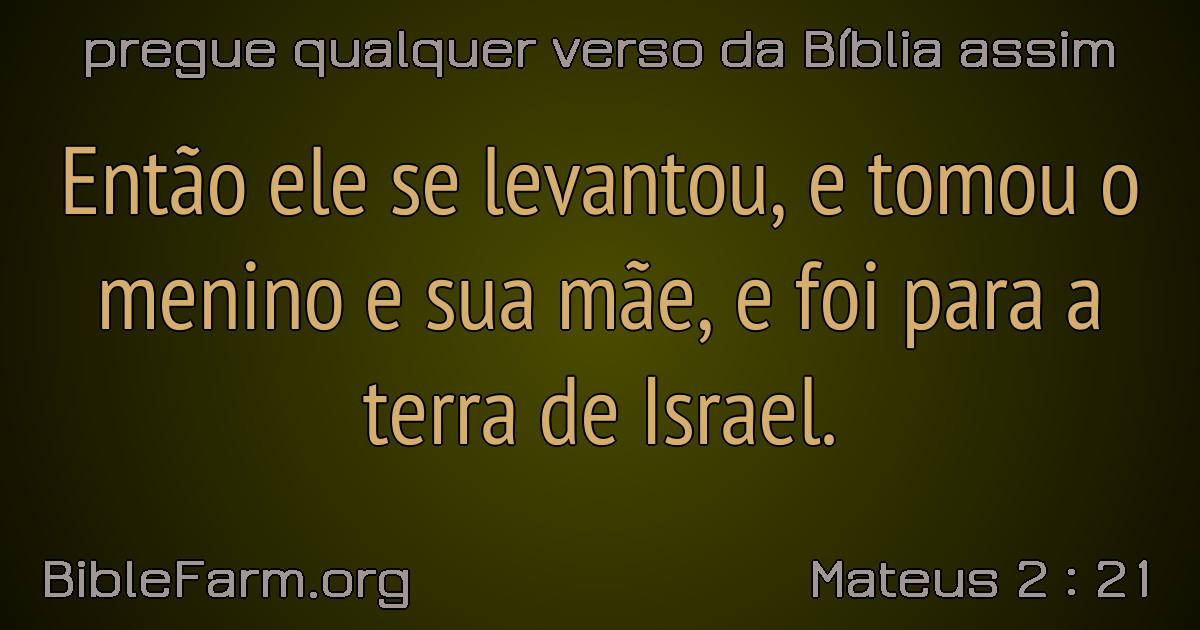 pregue qualquer verso da Bíblia assim
Então ele se levantou, e tomou o
menino e sua mãe, e foi para a
terra de Israel.
BibleFarm.org
Mateus 2 : 21